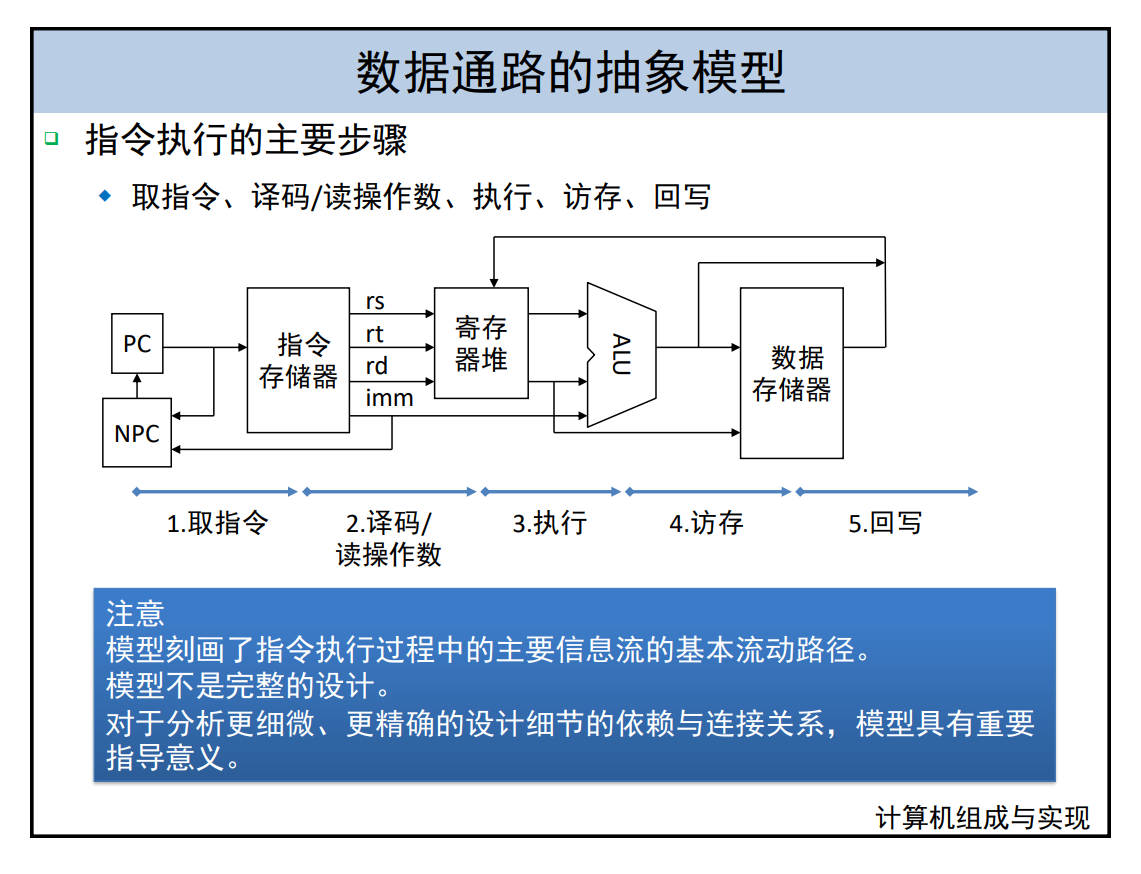 数据通路的抽象模型
指令执行的主要步骤
取指令、译码/读操作数、执行、访存、回写
PC
NPC
指令
存储器
rs
rt
rd
imm
寄存
器堆
ALU
数据
存储器
1.取指令
2.译码/
读操作数
3.执行
4.访存
5.回写
注意
模型刻画了指令执行过程中的主要信息流的基本流动路径。
模型不是完整的设计。
对于分析更细微、更精确的设计细节的依赖与连接关系，模型具有重要
指导意义。
计算机组成与实现